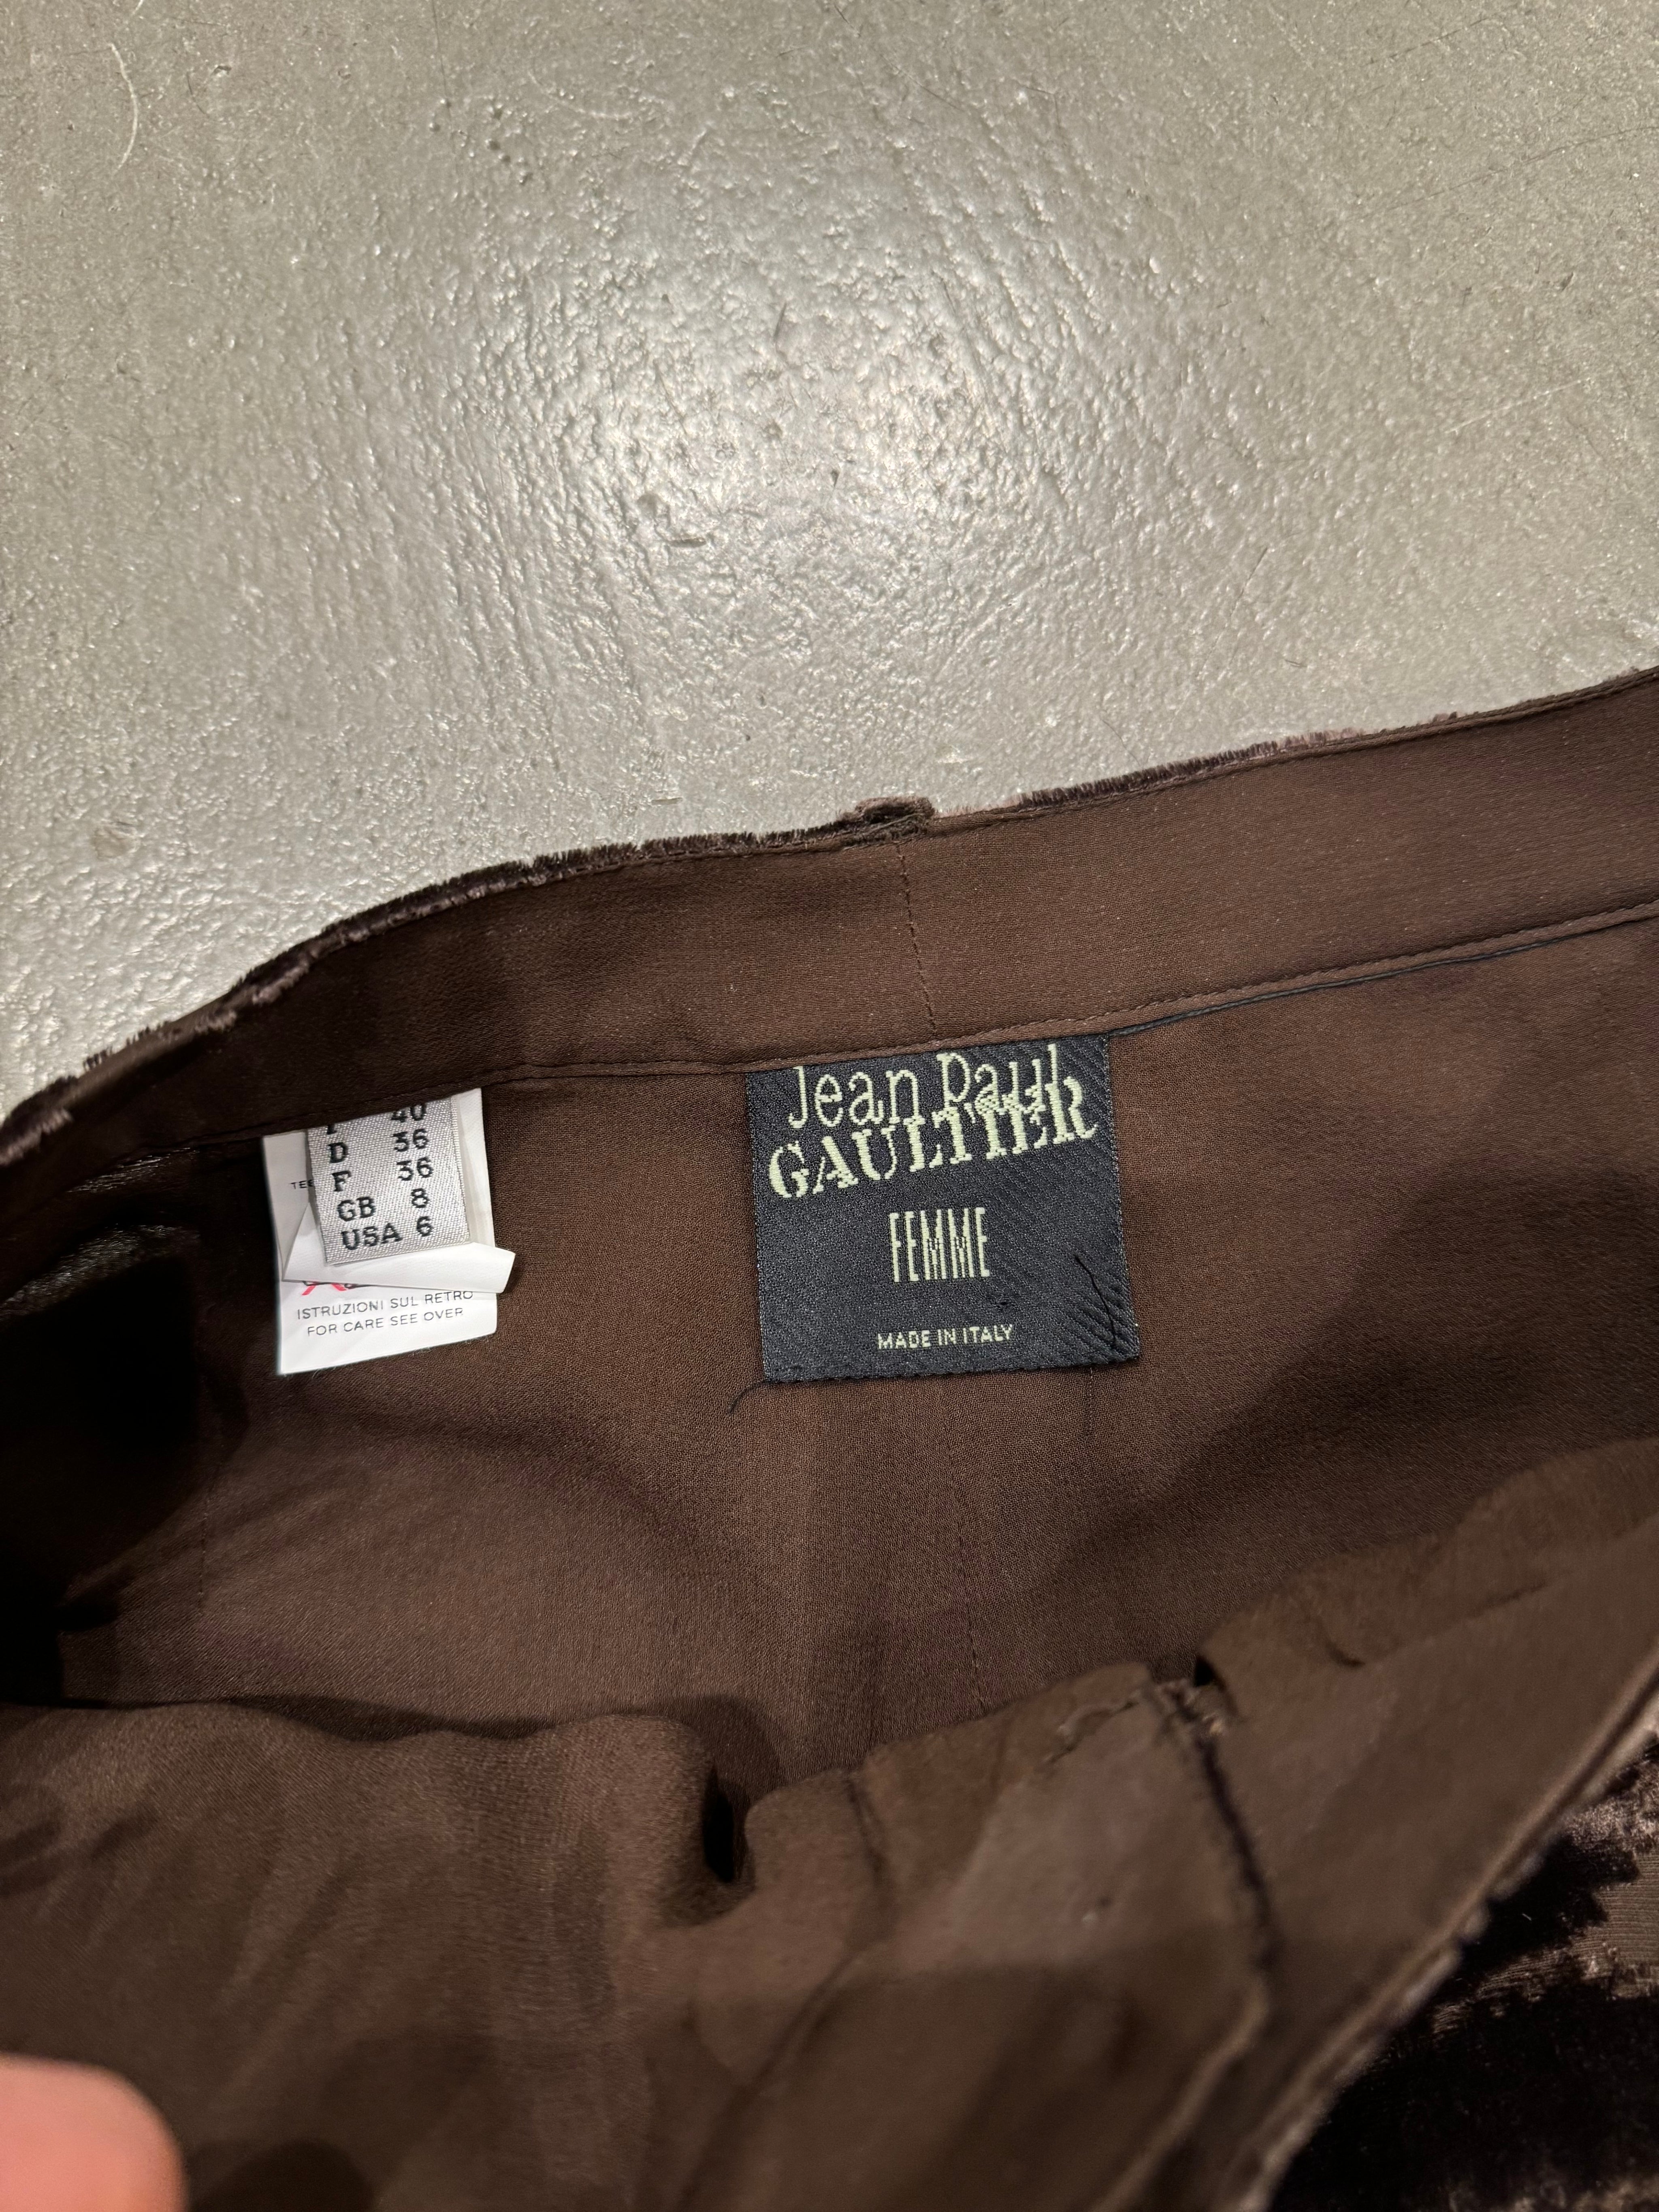 40
D 36
F 36
GB 8
USA 6
ISTRUZIONI SUL RETRO
FOR CARE SEE OVER
Jean Paul
GAULTIER
FEMME
MADE IN ITALY